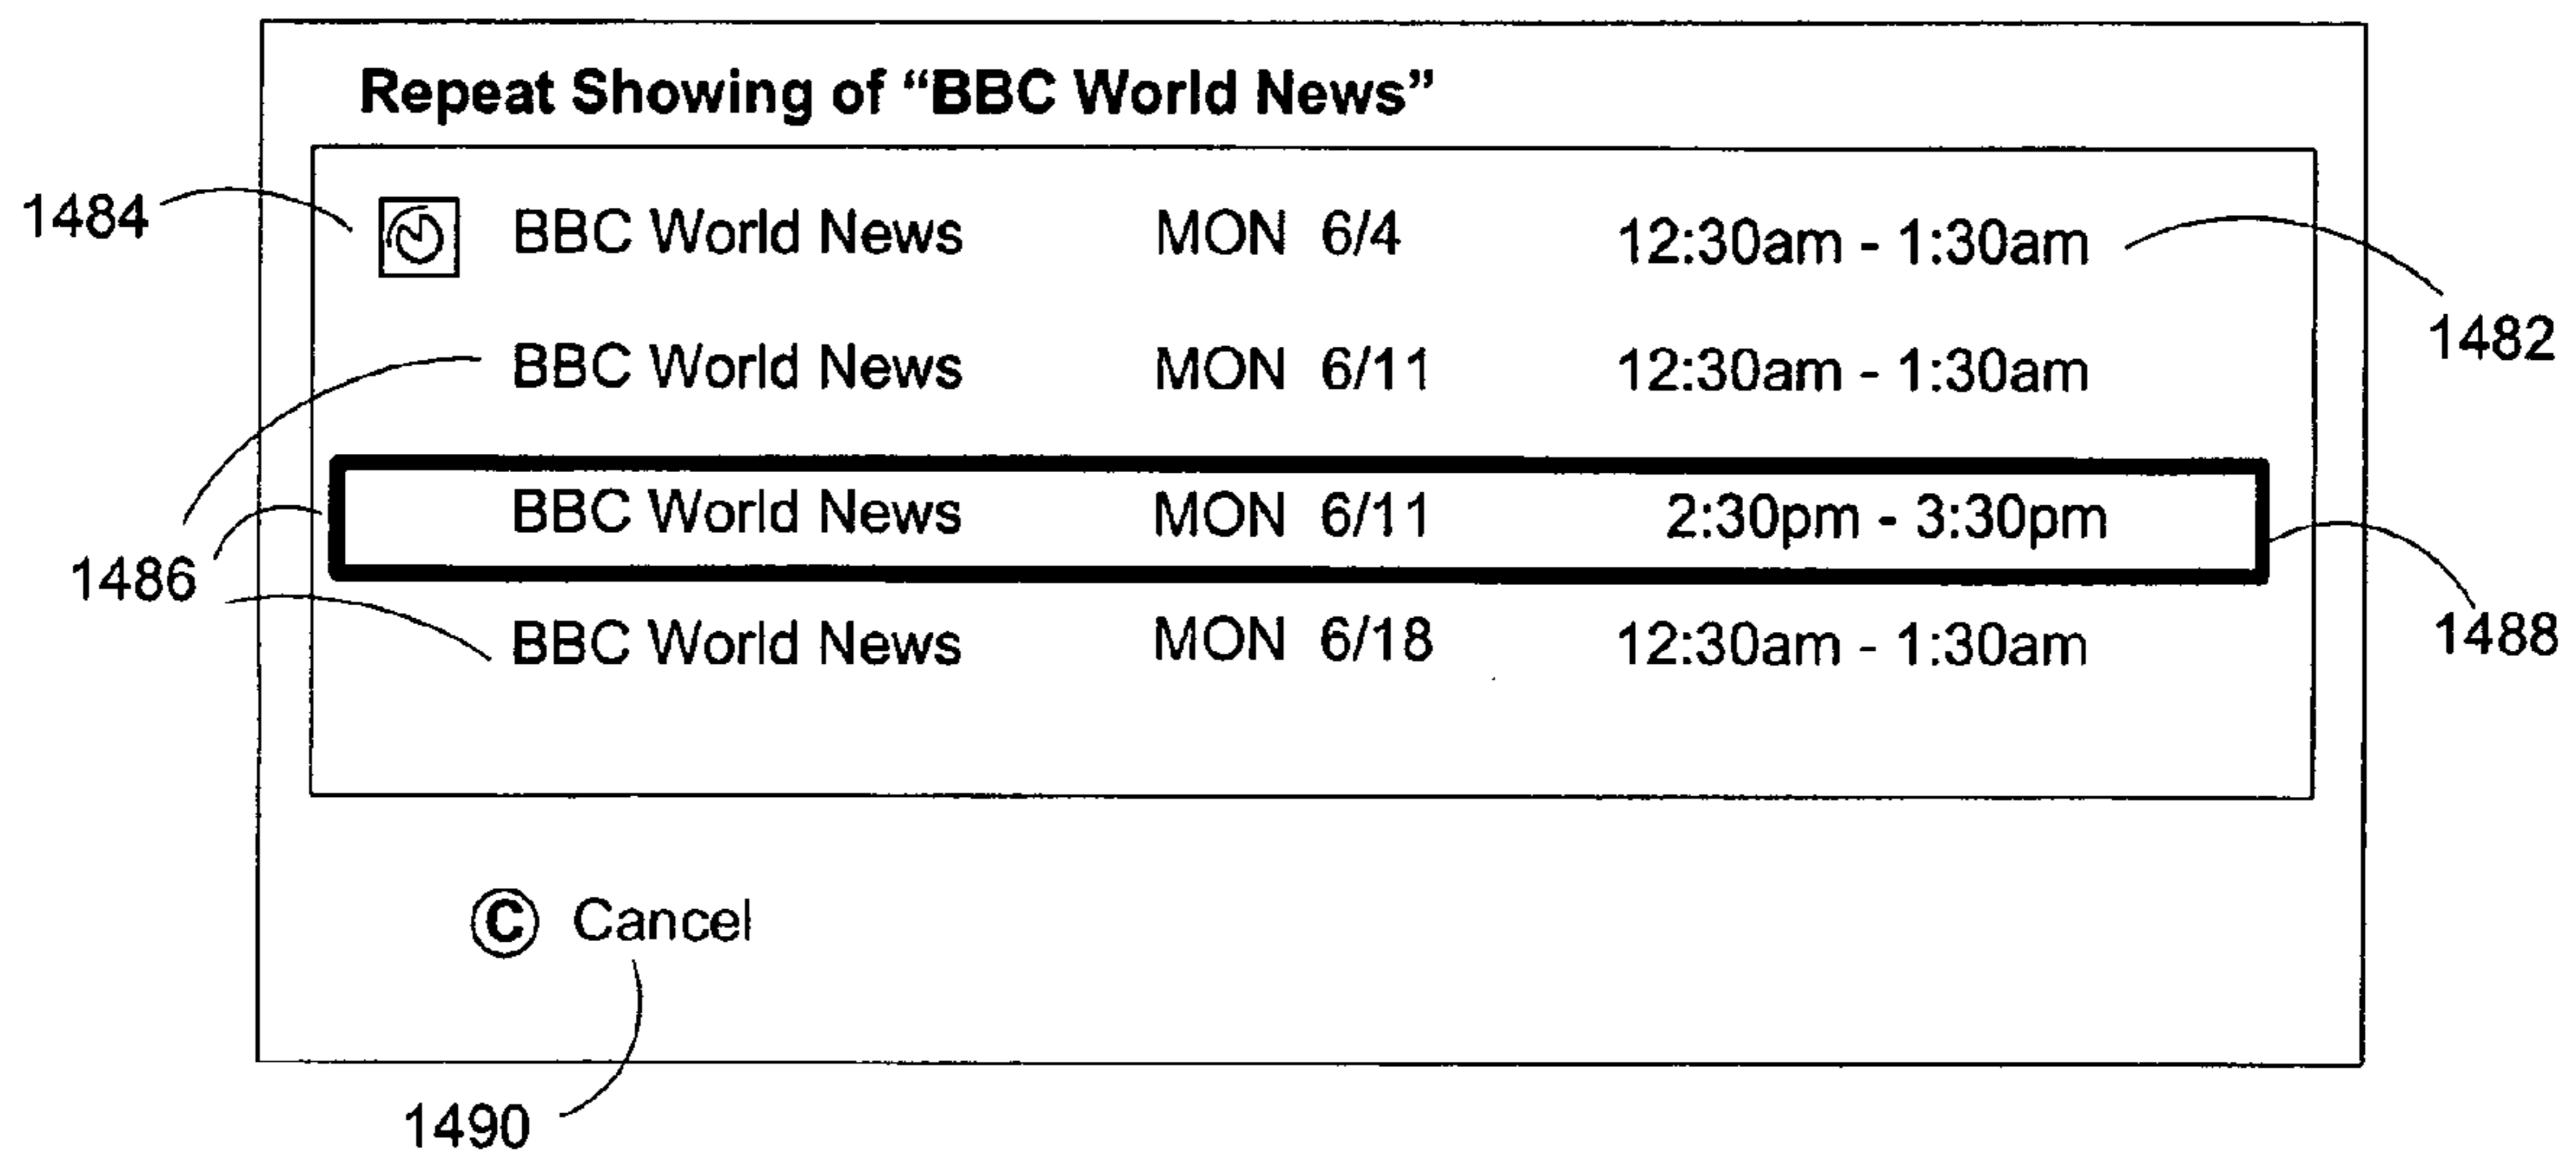 Repeat Showing of “BBC World News”
1484 BBC World News MON 6/4 12:30am - 1:30am
1482
BBC World News MON 6/11 12:30am - 1:30am
BBC World News MON 6/11 2:30pm - 3:30pm
1486
1488
BBC World News MON 6/18 12:30am - 1:30am
© Cancel
1490